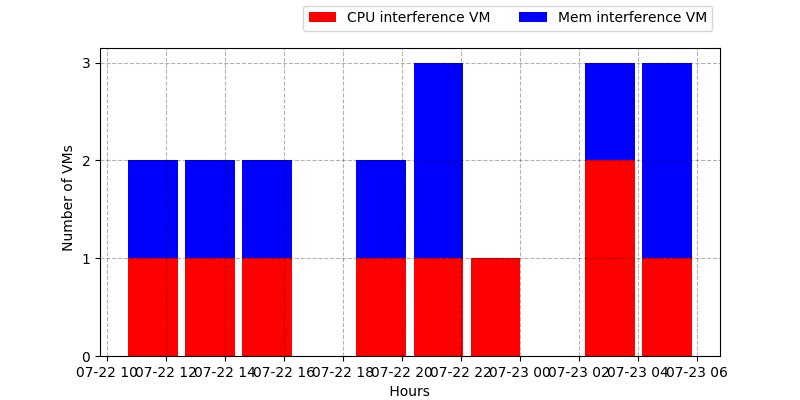 CPU interference VM Mem interference VM
3
2
1
0
Number of VMs
07-22 10 07-22 12 07-22 14 07-22 16 07-22 18 07-22 20 07-22 22 07-23 00 07-23 02 07-23 04 07-23 06
Hours